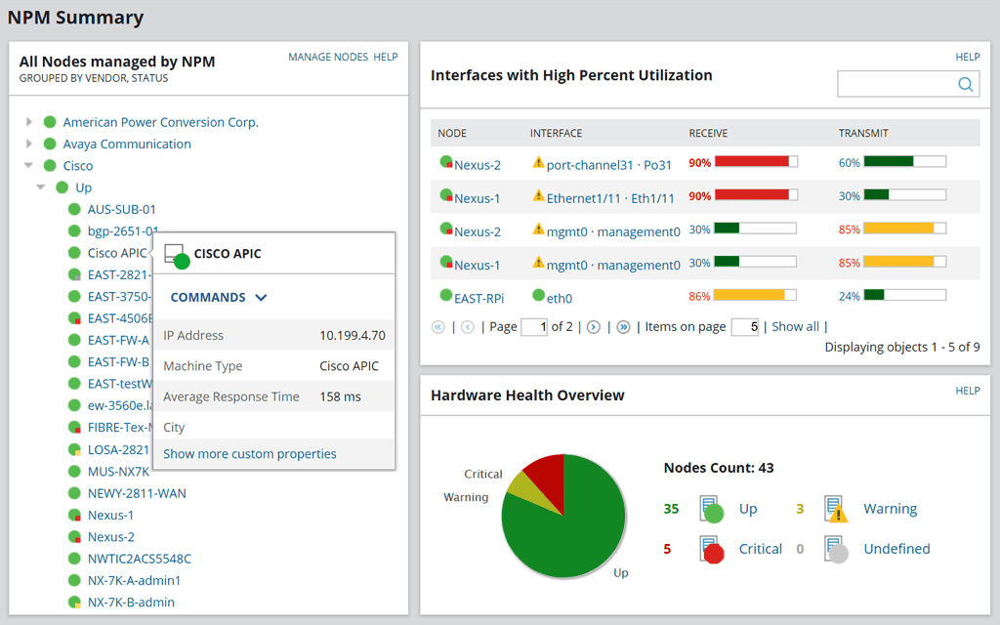 NPM Summary
All Nodes managed by NPM
MANAGE NODES HELP
GROUPED BY VENDOR, STATUS
American Power Conversion Corp.
Avaya Communication
Cisco
Up
AUS-SUB-01
bgp-2651-01
Cisco APIC
EAST-2821-
EAST-3750-
EAST-4506E
EAST-FW-A
EAST-FW-B
EAST-testW
ew-3560e.la
FIBRE-Tex-M
LOSA-2821
MUS-NX7K
NEWY-2811-WAN
Nexus-1
Nexus-2
NWTIC2ACS5548C
NX-7K-A-admin1
NX-7K-B-admin
CISCO APIC
COMMANDS
IP Address 10.199.4.70
Machine Type Cisco APIC
Average Response Time 158 ms
City
Show more custom properties
HELP
Interfaces with High Percent Utilization
NODE INTERFACE RECEIVE TRANSMIT
Nexus-2 port-channel31 · Po31 90% 60%
Nexus-1 Ethernet1/11 · Eth1/11 90% 30%
Nexus-2 mgmt0 · management0 30% 85%
Nexus-1 mgmt0 · management0 30% 85%
EAST-RPi eth0 86% 24%
| | Page 1 of 2 | | | Items on page 5 | Show all |
Displaying objects 1 - 5 of 9
Hardware Health Overview
HELP
Critical
Warning
Up
Nodes Count: 43
35 Up 3 Warning
5 Critical 0 Undefined